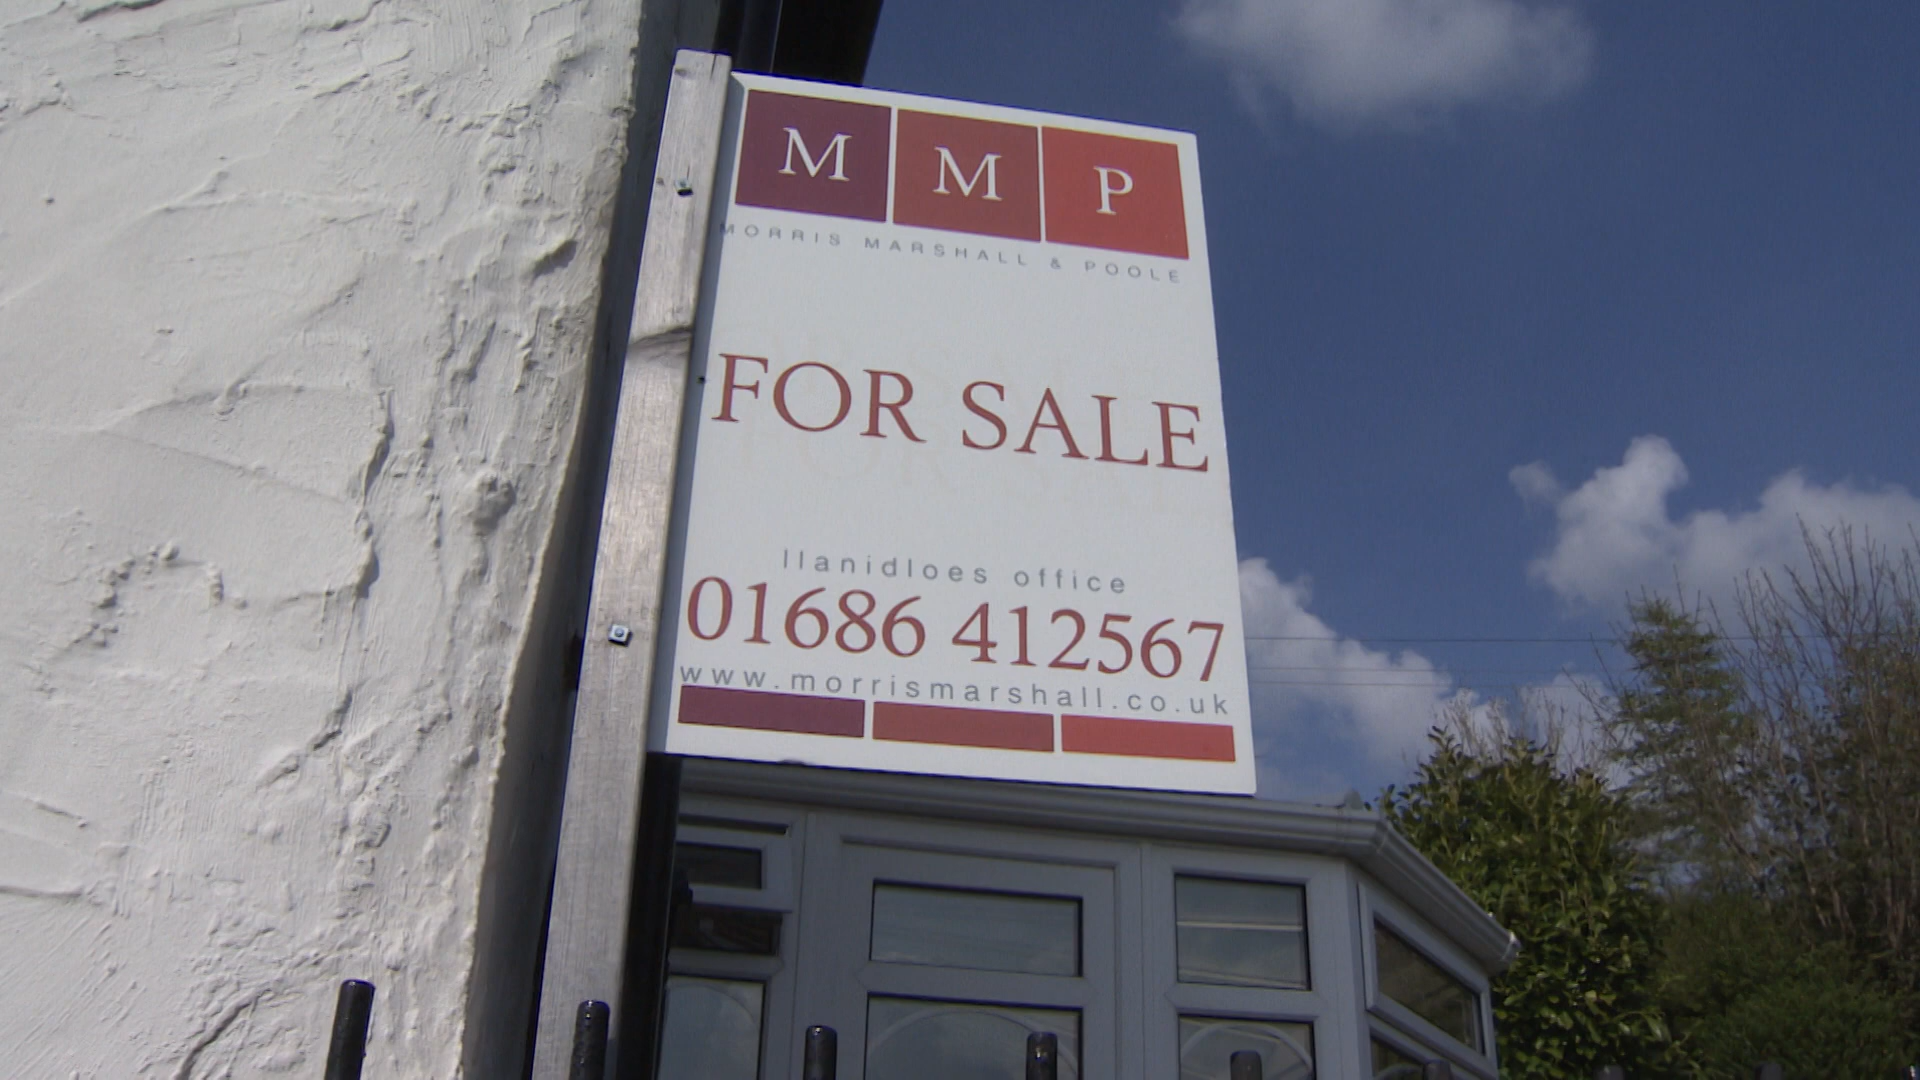 M M P
MORRIS MARSHALL & POOLE
FOR SALE
llanidloes office
01686 412567
www.morrismarshall.co.uk